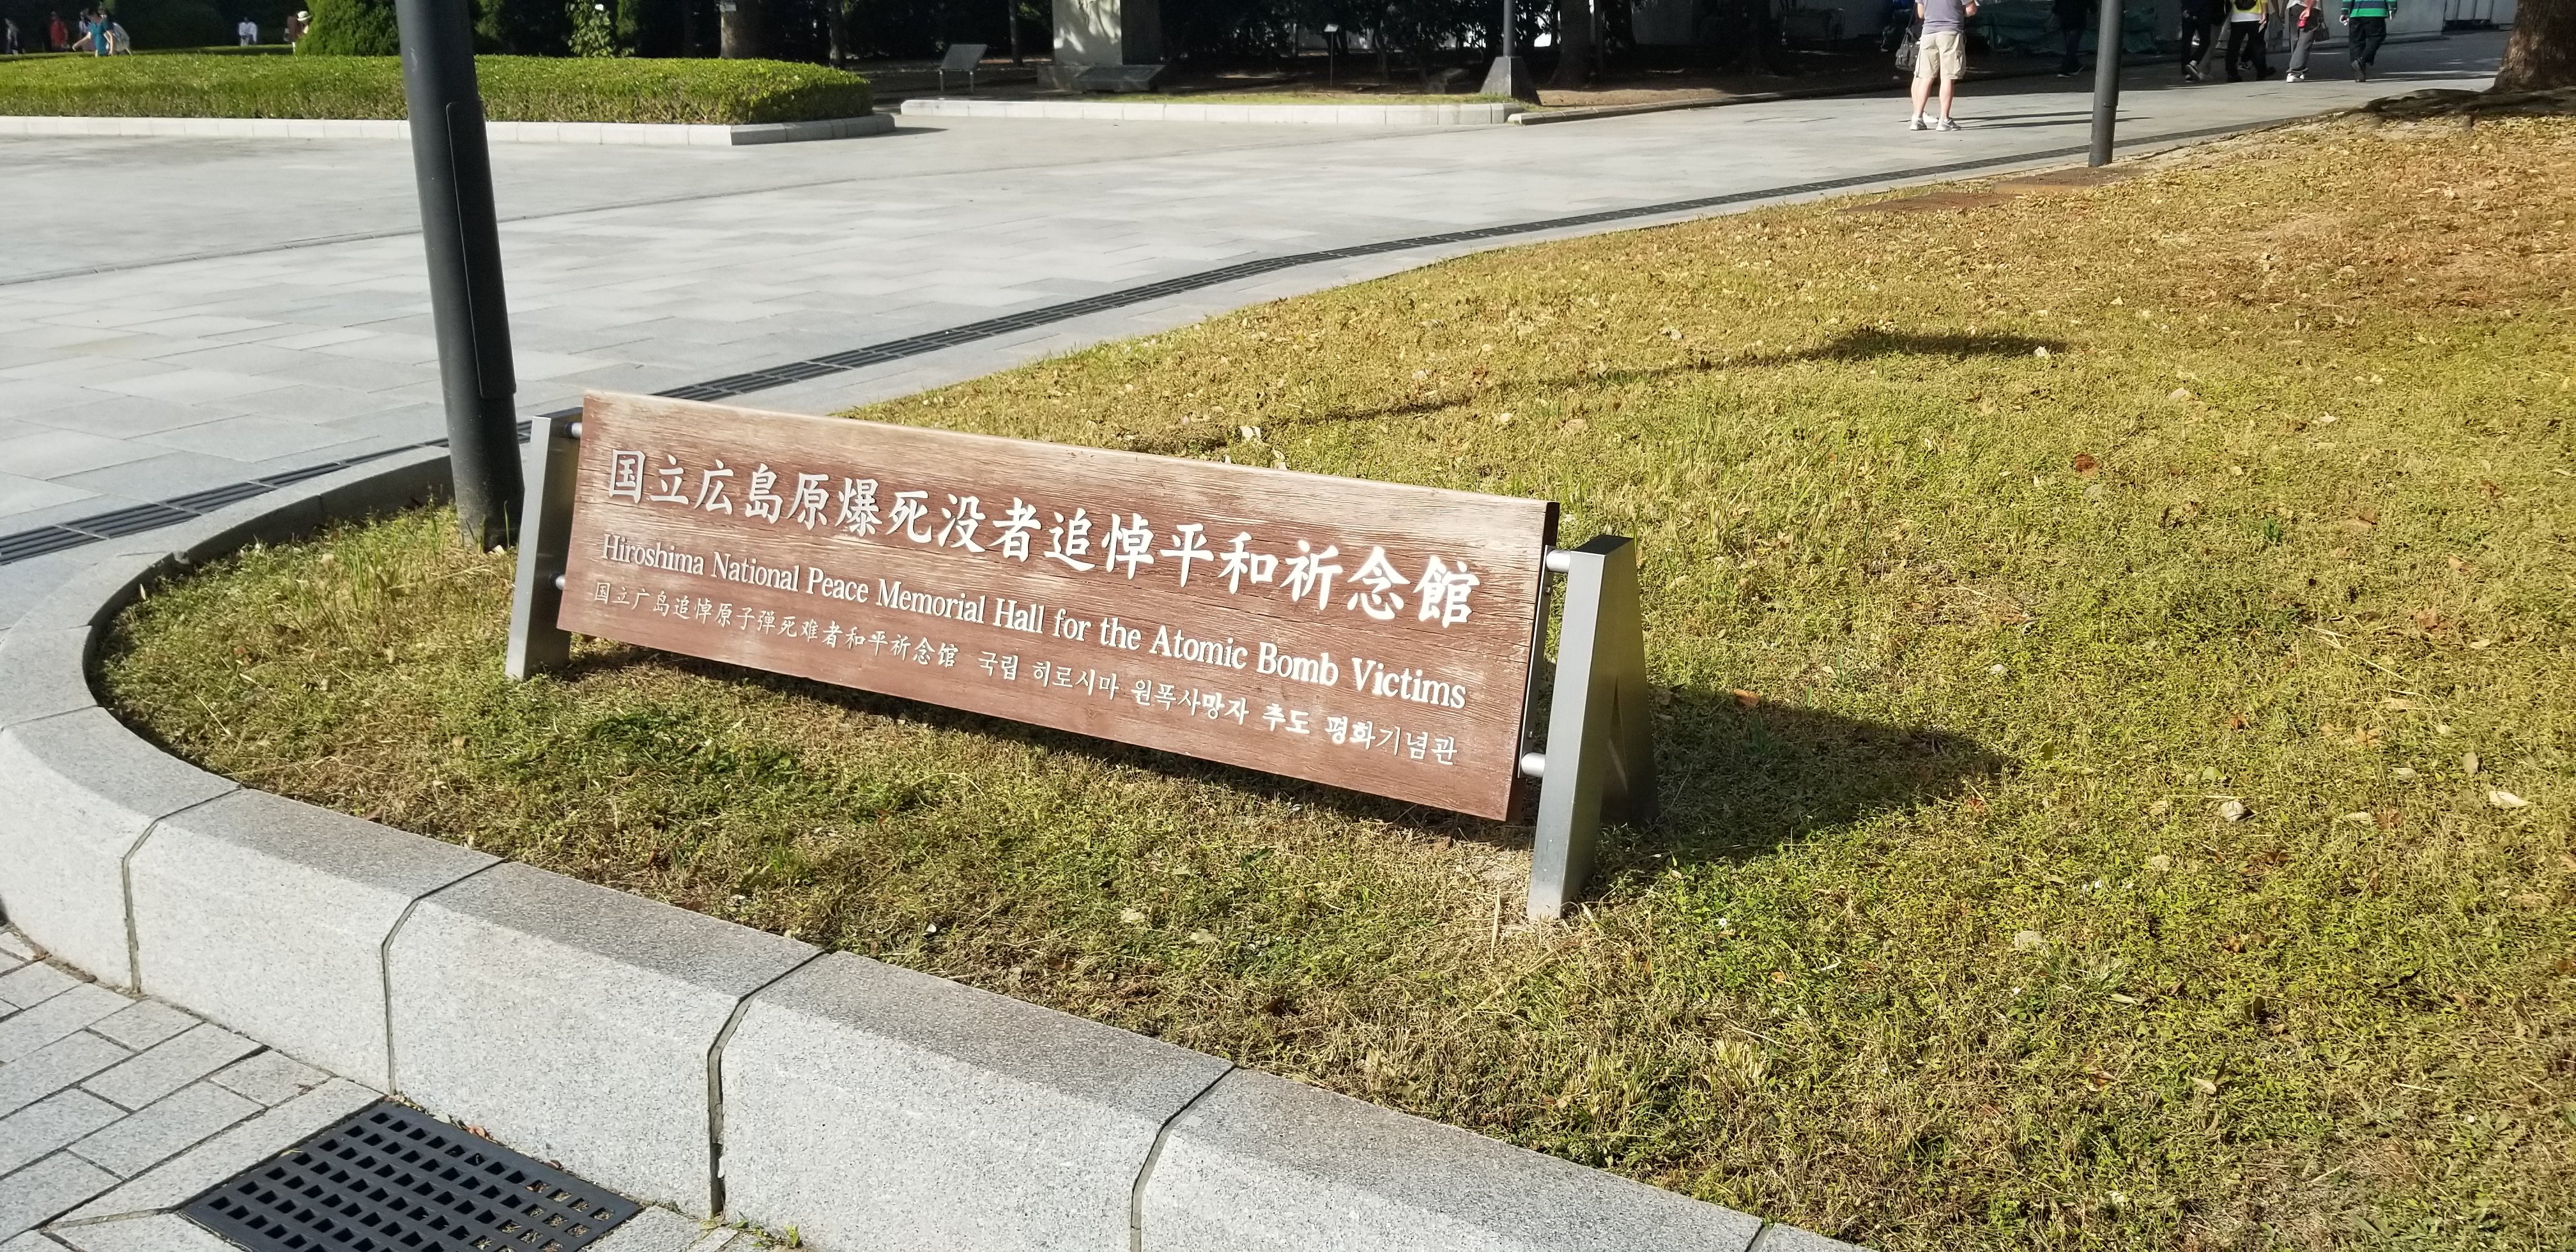 国立広島原爆死没者追悼平和祈念館
Hiroshima National Peace Memorial Hall for the Atomic Bomb Victims
国立广岛追悼原子弹死难者和平祈念馆 국립 히로시마 원폭사망자 추도 평화기념관